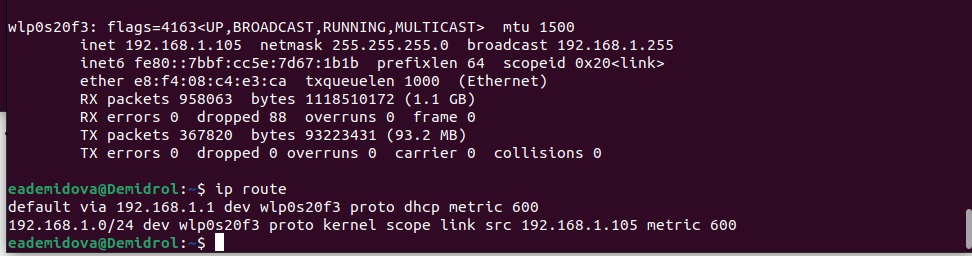 wlp0s20f3: flags=4163<UP,BROADCAST,RUNNING,MULTICAST>  mtu 1500
        inet 192.168.1.105  netmask 255.255.255.0  broadcast 192.168.1.255
        inet6 fe80::7bbf:cc5e:7d67:1b1b  prefixlen 64  scopeid 0x20<link>
        ether e8:f4:08:c4:e3:ca  txqueuelen 1000  (Ethernet)
        RX packets 958063  bytes 1118510172 (1.1 GB)
        RX errors 0  dropped 88  overruns 0  frame 0
        TX packets 367820  bytes 93223431 (93.2 MB)
        TX errors 0  dropped 0 overruns 0  carrier 0  collisions 0
eademidova@Demidrol:~$ ip route
default via 192.168.1.1 dev wlp0s20f3 proto dhcp metric 600
192.168.1.0/24 dev wlp0s20f3 proto kernel scope link src 192.168.1.105 metric 600
eademidova@Demidrol:~$